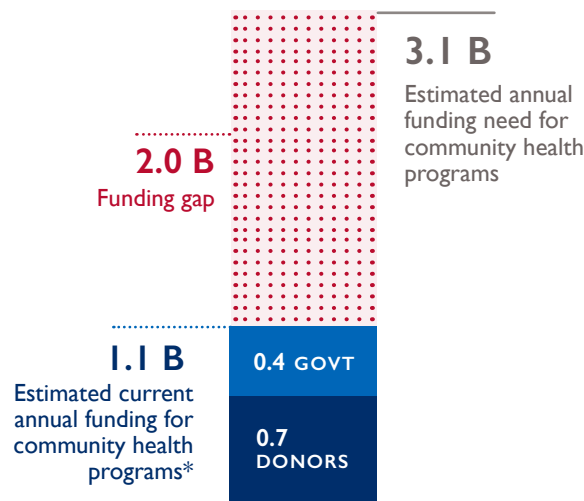 3.1 B
Estimated annual
funding need for
community health
programs
2.0 B
Funding gap
1.1 B
Estimated current
annual funding for
community health
programs*
0.4 GOVT
0.7
DONORS